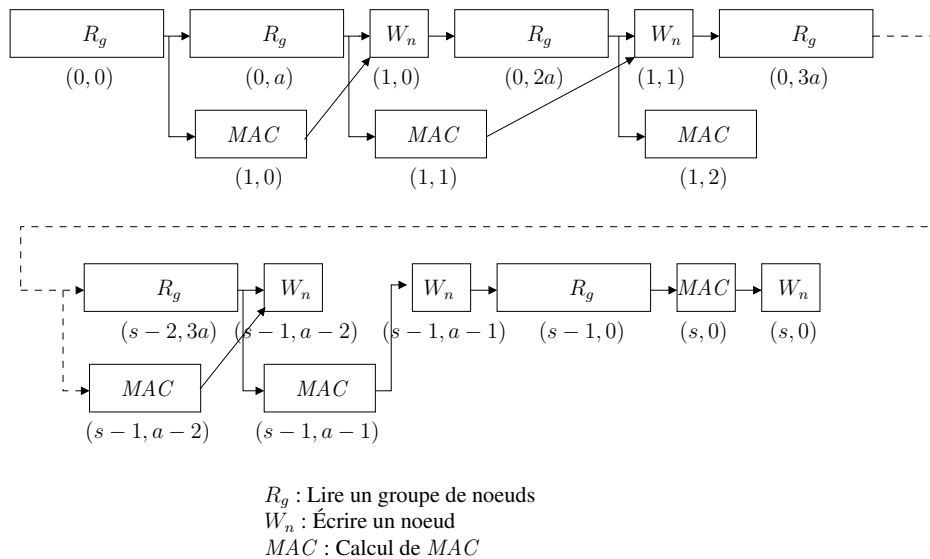 R_g R_g W_n R_g W_n R_g
(0, 0) (0, a) (1, 0) (0, 2a) (1, 1) (0, 3a)
MAC MAC MAC
(1, 0) (1, 1) (1, 2)
R_g W_n W_n R_g MAC W_n
(s − 2, 3a) (s − 1, a − 2) (s − 1, a − 1) (s − 1, 0) (s, 0) (s, 0)
MAC MAC
(s − 1, a − 2) (s − 1, a − 1)
R_g : Lire un groupe de noeuds
W_n : Écrire un noeud
MAC : Calcul de MAC